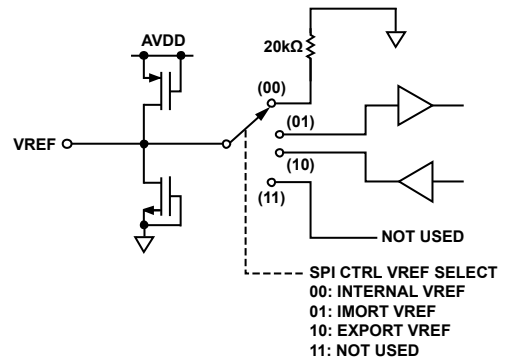 AVDD
20kΩ
(00)
VREF
(01)
(10)
(11)
NOT USED
SPI CTRL VREF SELECT
00: INTERNAL VREF
01: IMORT VREF
10: EXPORT VREF
11: NOT USED